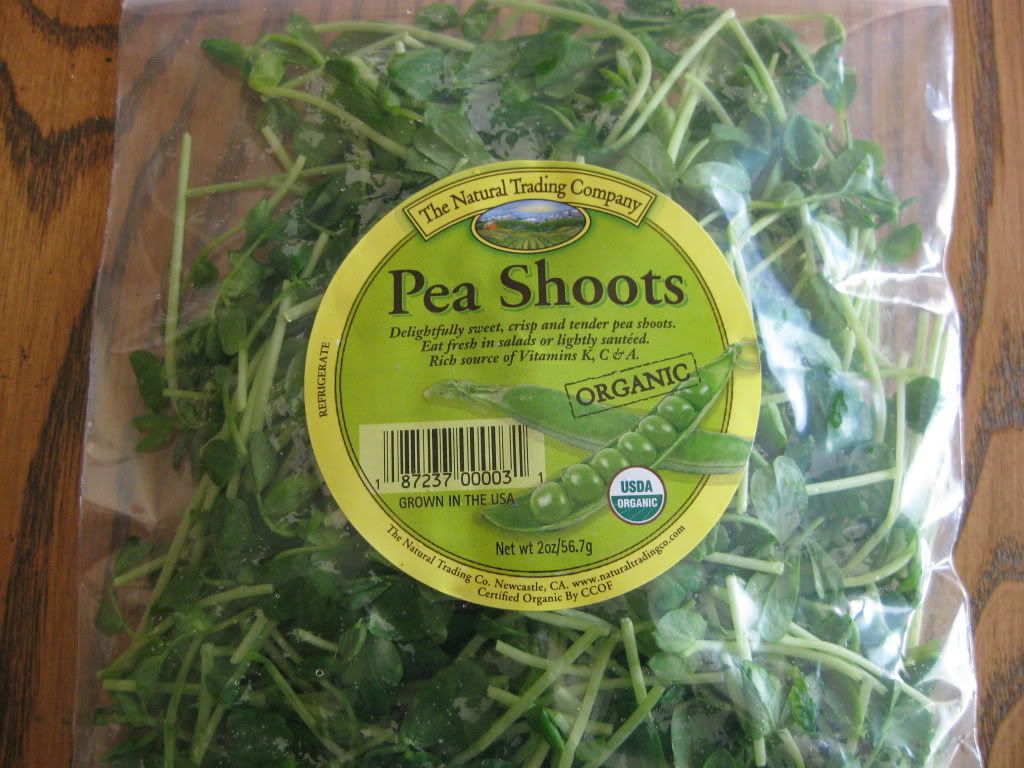 The Natural Trading Company
Pea Shoots
Delightfully sweet, crisp and tender pea shoots.
Eat fresh in salads or lightly sautéed.
Rich source of Vitamins K, C & A.
ORGANIC
REFRIGERATE
1 87237 00003 1
GROWN IN THE USA
USDA
ORGANIC
Net wt 2oz/56.7g
The Natural Trading Co. Newcastle, CA. www.naturaltradingco.com
Certified Organic By CCOF